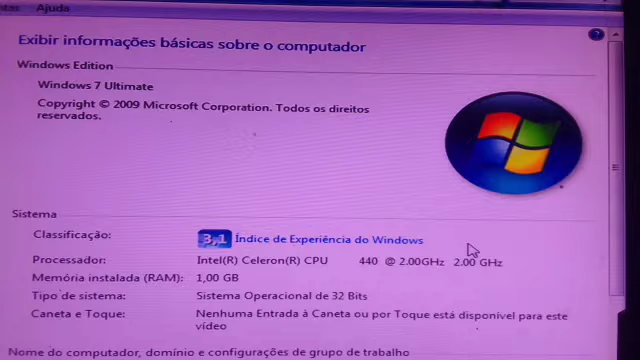 Ajuda
Exibir informações básicas sobre o computador
Windows Edition
Windows 7 Ultimate
Copyright © 2009 Microsoft Corporation. Todos os direitos
reservados.
Sistema
Classificação: 3,1 Índice de Experiência do Windows
Processador: Intel(R) Celeron(R) CPU 440 @ 2.00GHz 2.00 GHz
Memória instalada (RAM): 1,00 GB
Tipo de sistema: Sistema Operacional de 32 Bits
Caneta e Toque: Nenhuma Entrada à Caneta ou por Toque está disponível para este
vídeo
Nome do computador, domínio e configurações de grupo de trabalho